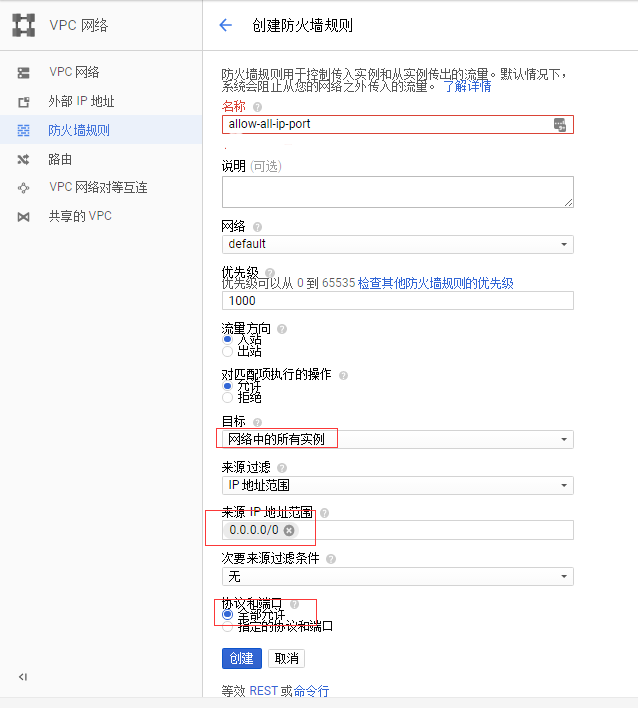 VPC 网络
创建防火墙规则
VPC 网络
外部 IP 地址
防火墙规则
路由
VPC 网络对等互连
共享的 VPC
防火墙规则用于控制传入实例和从实例传出的流量。默认情况下，
系统会阻止从您的网络之外传入的流量。 了解详情
名称
allow-all-ip-port
说明 (可选)
网络
default
优先级
优先级可以从 0 到 65535 检查其他防火墙规则的优先级
1000
流量方向
入站
出站
对匹配项执行的操作
允许
拒绝
目标
网络中的所有实例
来源过滤
IP 地址范围
来源 IP 地址范围
0.0.0.0/0
次要来源过滤条件
无
协议和端口
全部允许
指定的协议和端口
创建 取消
等效 REST 或命令行